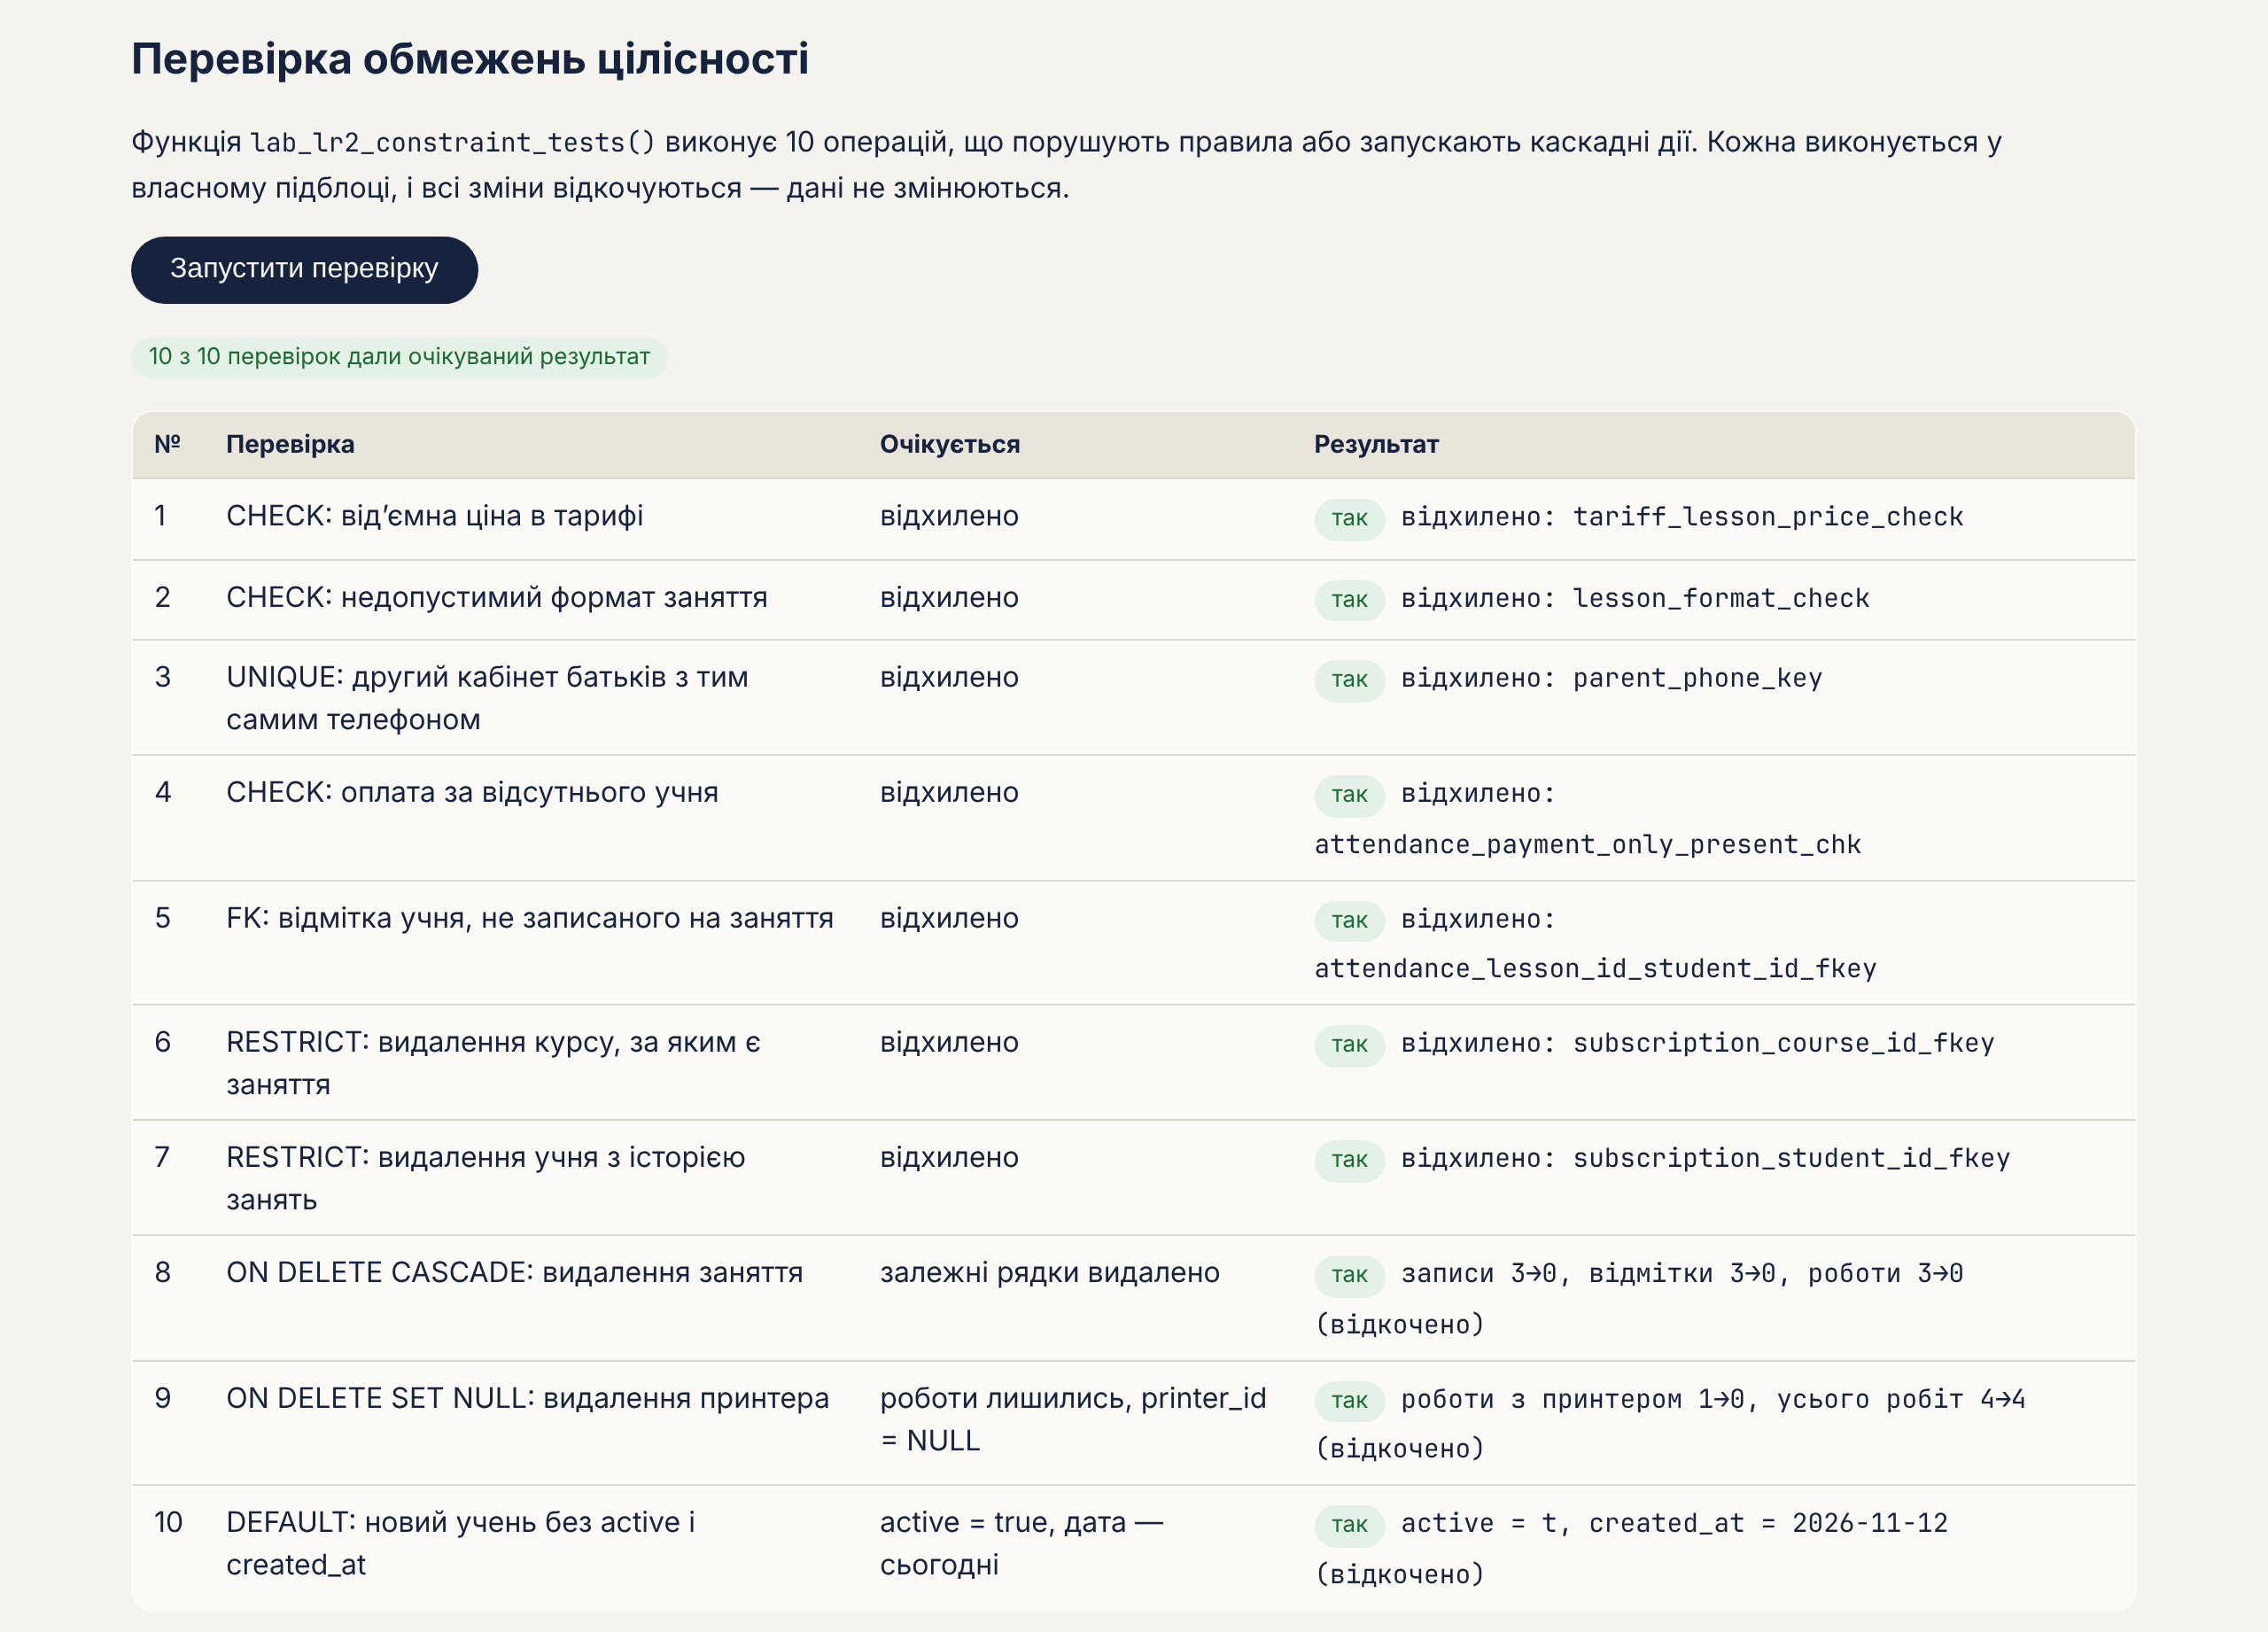 Перевірка обмежень цілісності
Функція lab_lr2_constraint_tests() виконує 10 операцій, що порушують правила або запускають каскадні дії. Кожна виконується у
власному підблоці, і всі зміни відкочуються — дані не змінюються.
Запустити перевірку
10 з 10 перевірок дали очікуваний результат
№ Перевірка Очікується Результат
1 CHECK: від’ємна ціна в тарифі відхилено так відхилено: tariff_lesson_price_check
2 CHECK: недопустимий формат заняття відхилено так відхилено: lesson_format_check
3 UNIQUE: другий кабінет батьків з тим відхилено так відхилено: parent_phone_key
самим телефоном
4 CHECK: оплата за відсутнього учня відхилено так відхилено:
attendance_payment_only_present_chk
5 FK: відмітка учня, не записаного на заняття відхилено так відхилено:
attendance_lesson_id_student_id_fkey
6 RESTRICT: видалення курсу, за яким є відхилено так відхилено: subscription_course_id_fkey
заняття
7 RESTRICT: видалення учня з історією відхилено так відхилено: subscription_student_id_fkey
занять
8 ON DELETE CASCADE: видалення заняття залежні рядки видалено так записи 3→0, відмітки 3→0, роботи 3→0
(відкочено)
9 ON DELETE SET NULL: видалення принтера роботи лишились, printer_id так роботи з принтером 1→0, усього робіт 4→4
= NULL (відкочено)
10 DEFAULT: новий учень без active і active = true, дата — так active = t, created_at = 2026-11-12
created_at сьогодні (відкочено)